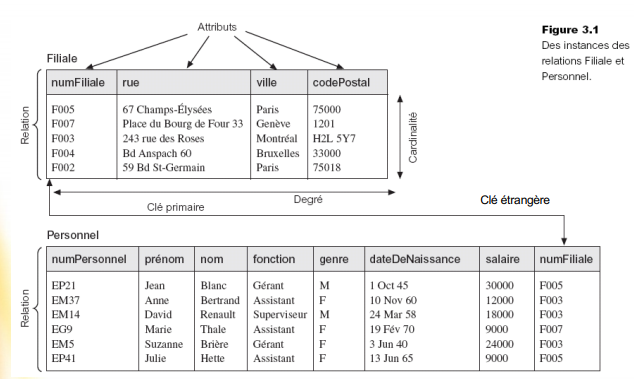 Attributs
Figure 3.1
Des instances des
relations Filiale et
Personnel.
Filiale
numFiliale rue ville codePostal
F005 67 Champs-Élysées Paris 75000
F007 Place du Bourg de Four 33 Genève 1201
F003 243 rue des Roses Montréal H2L 5Y7
F004 Bd Anspach 60 Bruxelles 33000
F002 59 Bd St-Germain Paris 75018
Relation
Cardinalité
Degré
Clé primaire
Clé étrangère
Personnel
numPersonnel prénom nom fonction genre dateDeNaissance salaire numFiliale
EP21 Jean Blanc Gérant M 1 Oct 45 30000 F005
EM37 Anne Bertrand Assistant F 10 Nov 60 12000 F003
EM14 David Renault Superviseur M 24 Mar 58 18000 F003
EG9 Marie Thale Assistant F 19 Fév 70 9000 F007
EM5 Suzanne Brière Gérant F 3 Jun 40 24000 F003
EP41 Julie Hette Assistant F 13 Jun 65 9000 F005
Relation